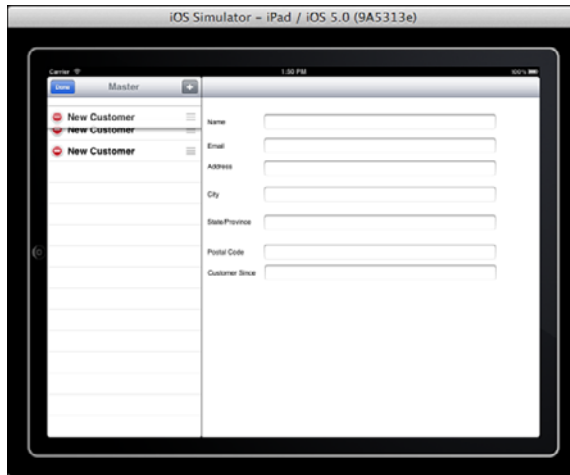 iOS Simulator – iPad / iOS 5.0 (9A5313e)
Carrier 1:50 PM 100%
Done Master +
New Customer
New Customer
New Customer
Name
Email
Address
City
State/Province
Postal Code
Customer Since